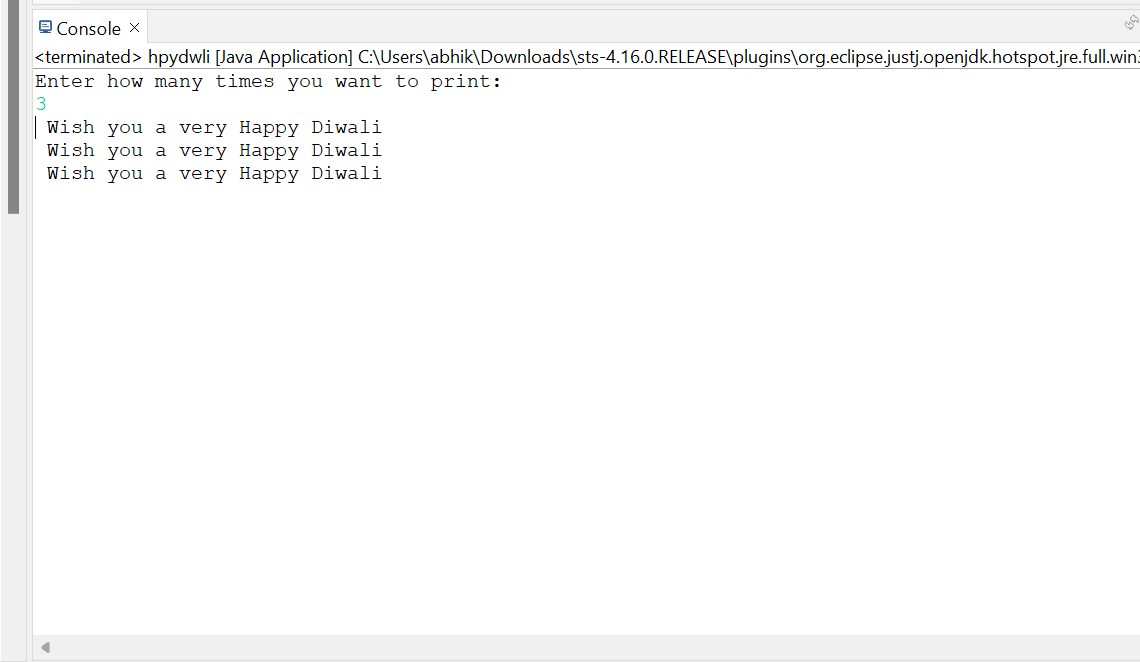 Console
<terminated> hpydwli [Java Application] C:\Users\abhik\Downloads\sts-4.16.0.RELEASE\plugins\org.eclipse.justj.openjdk.hotspot.jre.full.win3
Enter how many times you want to print:
3
Wish you a very Happy Diwali
Wish you a very Happy Diwali
Wish you a very Happy Diwali